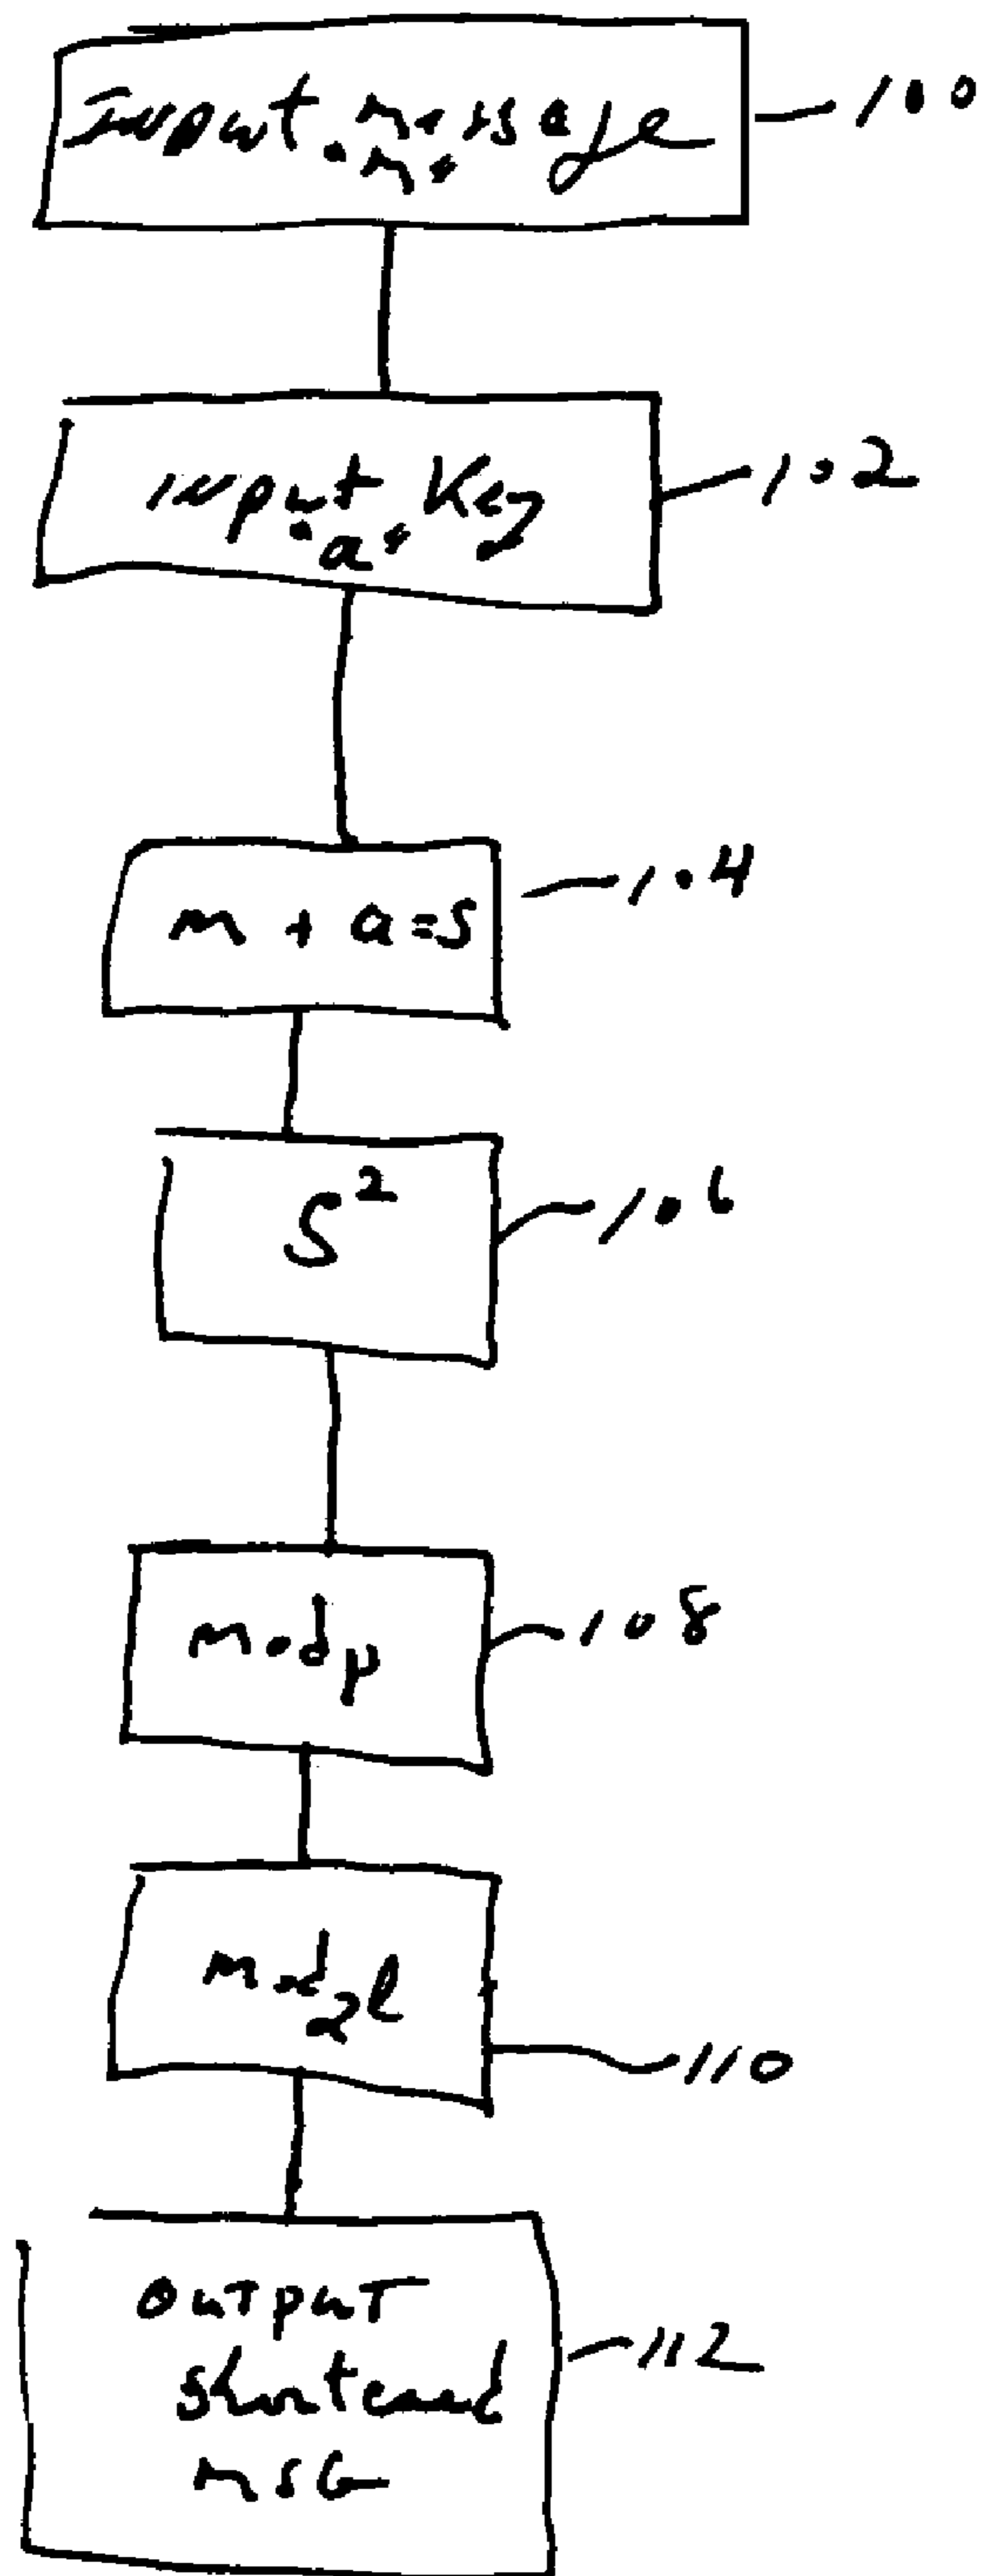 Input message 100
"m"
Input Key 102
"a"
m + a = S 104
S² 106
mod p 108
mod 2l 110
output
shortened 112
msG